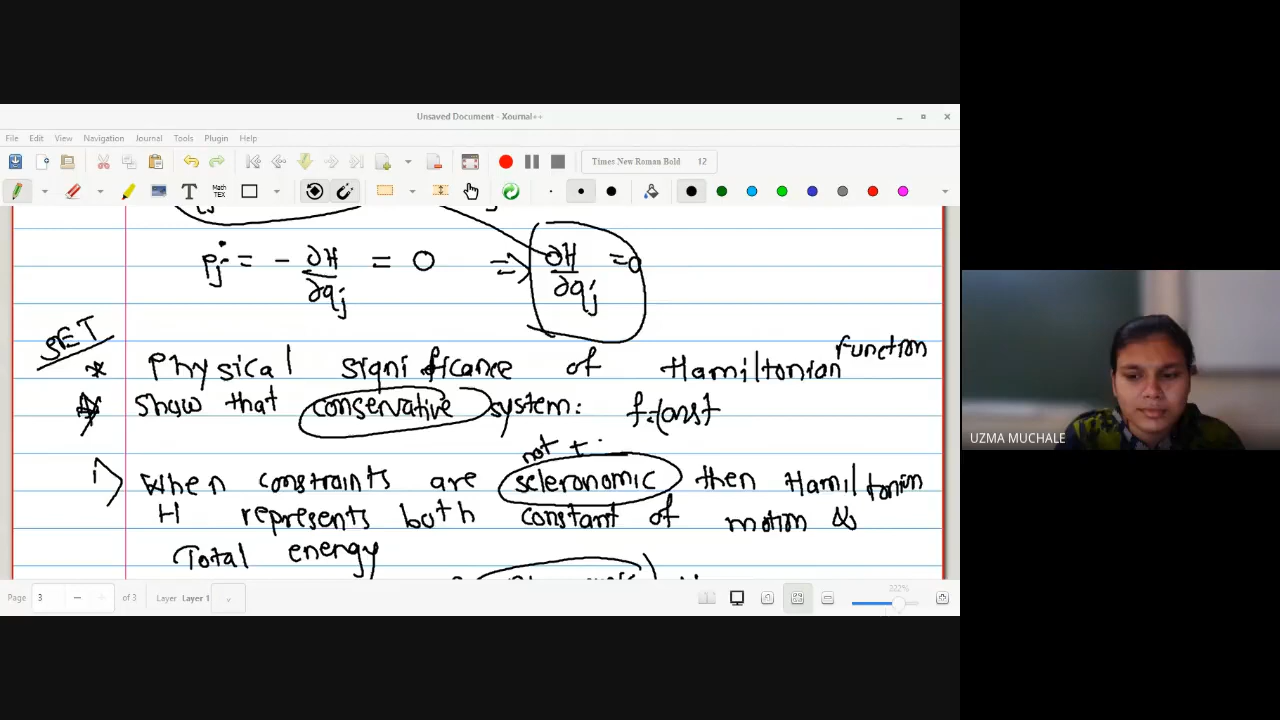 Unsaved Document - Xournal++
File Edit View Navigation Journal Tools Plugin Help
Times New Roman Bold 12
ṗj = - ∂H/∂qj = 0 ⇒ ∂H/∂qj = 0
SET
* Physical significance of Hamiltonian function
* Show that conservative system:
not t
i> When constraints are scleronomic then Hamiltonian
H represents both constant of motion &
Total energy
Page 3 of 3 Layer Layer 1 322%
UZMA MUCHALE